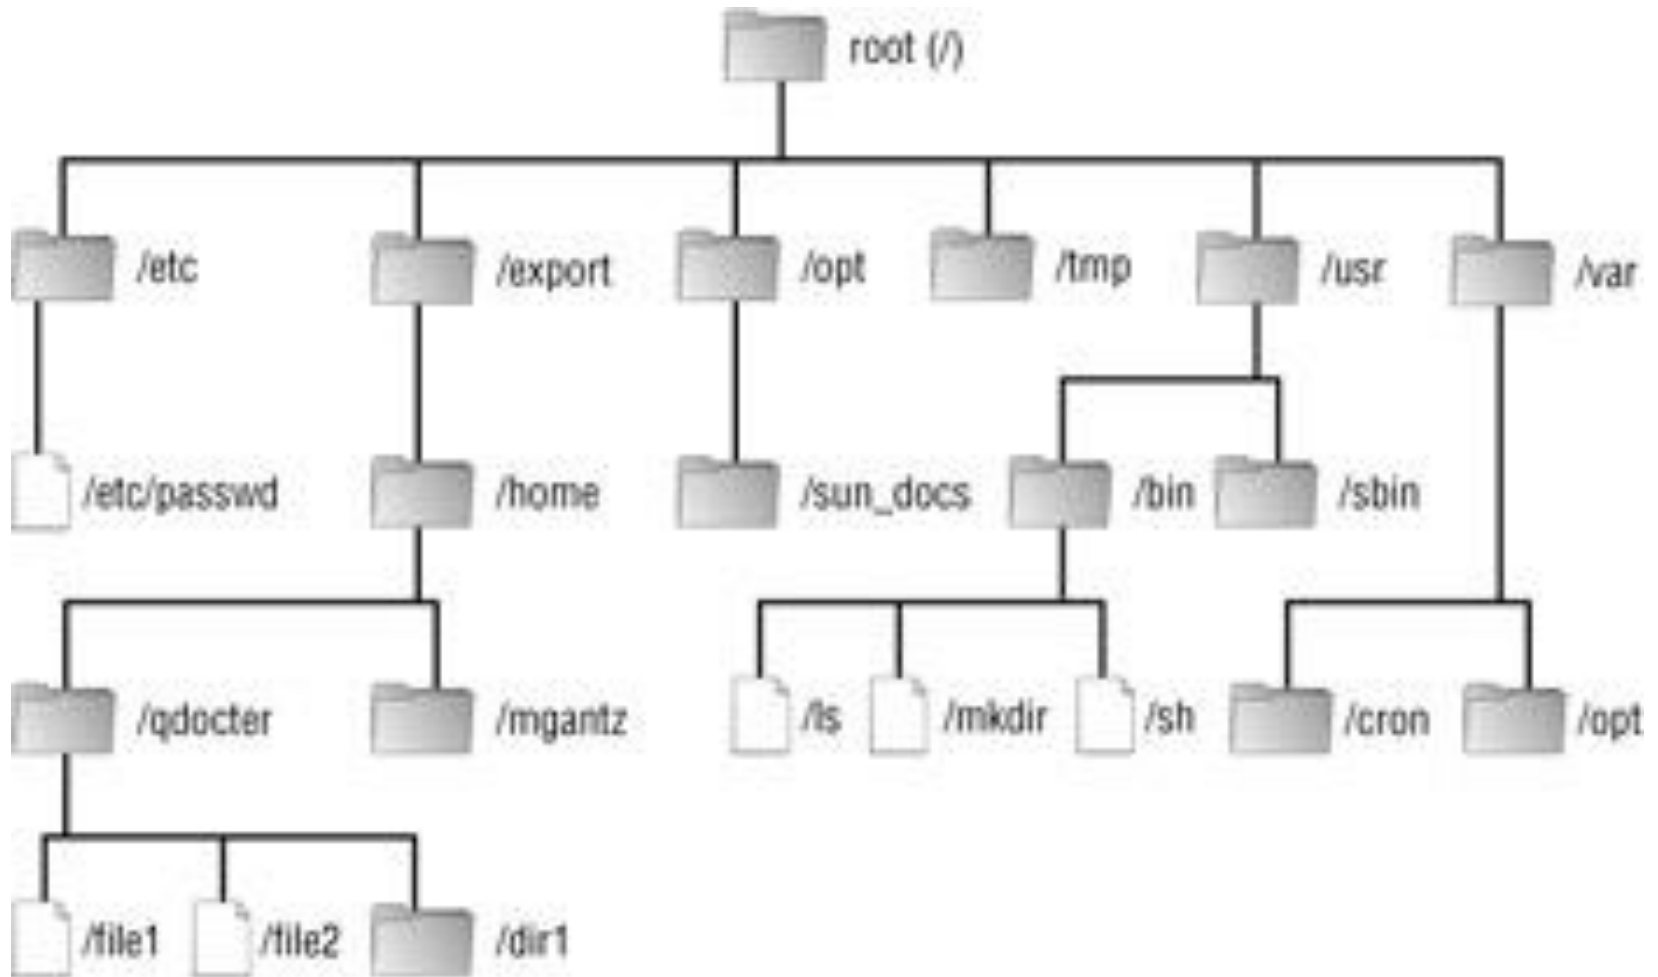 root (/)
/etc
/export
/opt
/tmp
/usr
/var
/etc/passwd
/home
/sun_docs
/bin
/sbin
/qdocter
/mgantz
/ls
/mkdir
/sh
/cron
/opt
/file1
/file2
/dir1